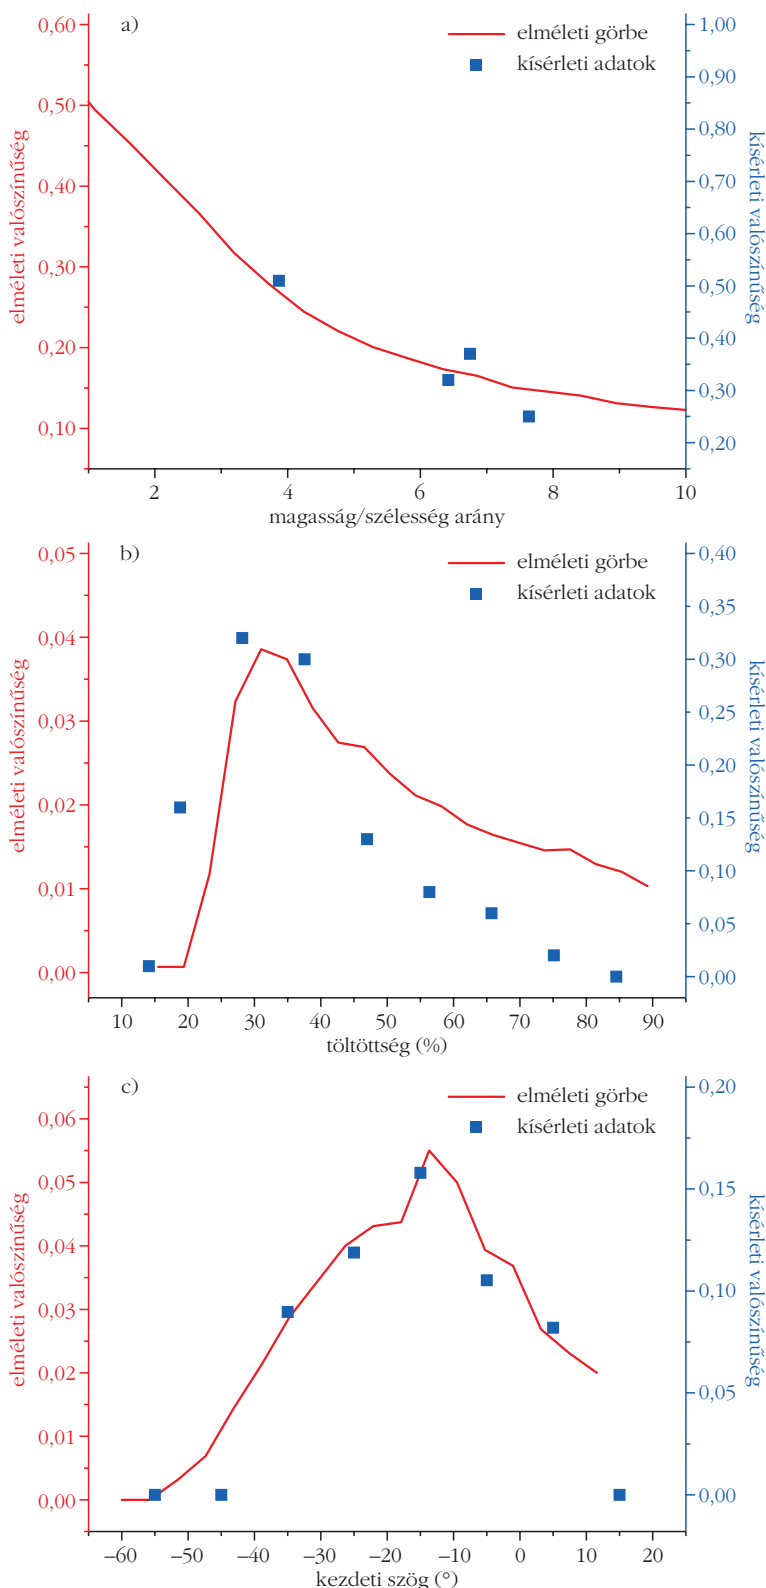 a)
elméleti görbe
kísérleti adatok
elméleti valószínűség
0,60
0,50
0,40
0,30
0,20
0,10
kísérleti valószínűség
1,00
0,90
0,80
0,70
0,60
0,50
0,40
0,30
0,20
2 4 6 8 10
magasság/szélesség arány
b)
elméleti görbe
kísérleti adatok
elméleti valószínűség
0,05
0,04
0,03
0,02
0,01
0,00
kísérleti valószínűség
0,40
0,35
0,30
0,25
0,20
0,15
0,10
0,05
0,00
10 20 30 40 50 60 70 80 90
töltöttség (%)
c)
elméleti görbe
kísérleti adatok
elméleti valószínűség
0,06
0,05
0,04
0,03
0,02
0,01
0,00
kísérleti valószínűség
0,20
0,15
0,10
0,05
0,00
–60 –50 –40 –30 –20 –10 0 10 20
kezdeti szög (°)